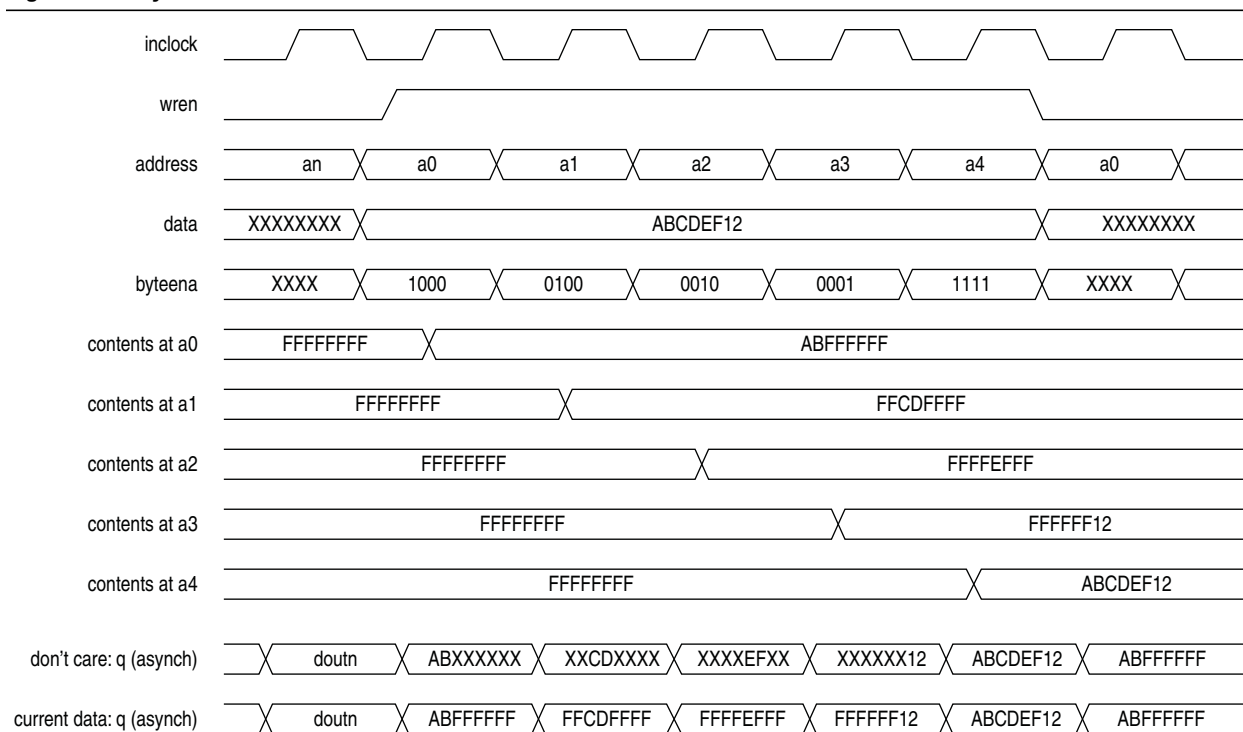 inclock
wren
address an a0 a1 a2 a3 a4 a0
data XXXXXXXX ABCDEF12 XXXXXXXX
byteena XXXX 1000 0100 0010 0001 1111 XXXX
contents at a0 FFFFFFFF ABFFFFFF
contents at a1 FFFFFFFF FFCDFFFF
contents at a2 FFFFFFFF FFFFEFFF
contents at a3 FFFFFFFF FFFFFF12
contents at a4 FFFFFFFF ABCDEF12
don't care: q (asynch) doutn ABXXXXXX XXCDXXXX XXXXEFXX XXXXXX12 ABCDEF12 ABFFFFFF
current data: q (asynch) doutn ABFFFFFF FFCDFFFF FFFFEFFF FFFFFF12 ABCDEF12 ABFFFFFF